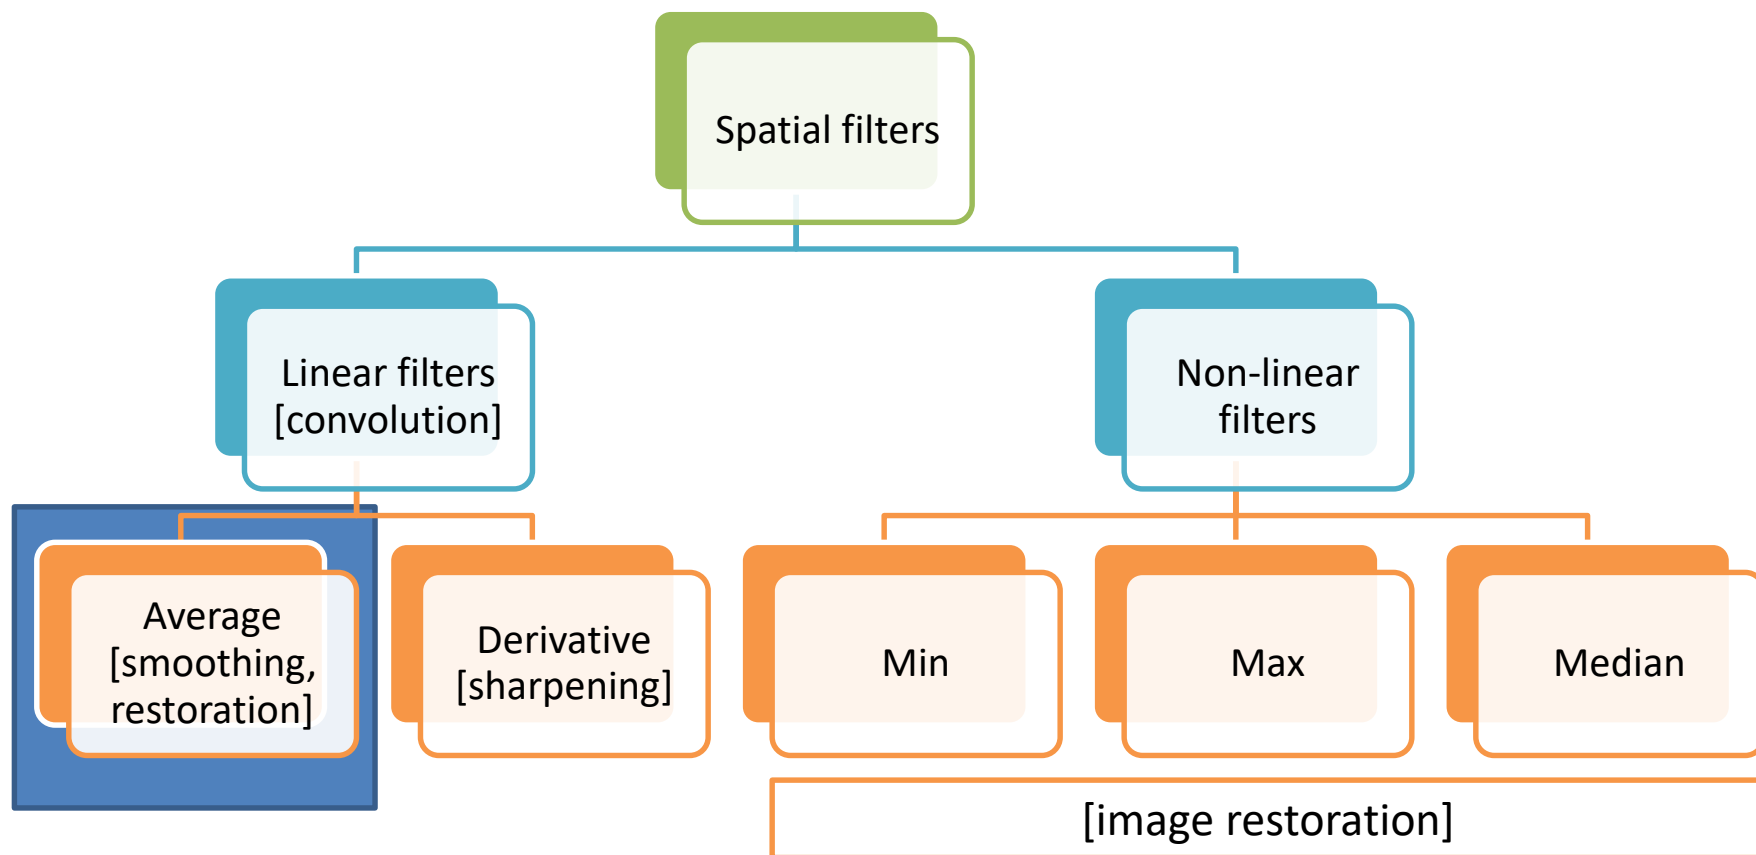 Spatial filters
Linear filters
[convolution]
Non-linear
filters
Average
[smoothing,
restoration]
Derivative
[sharpening]
Min
Max
Median
[image restoration]